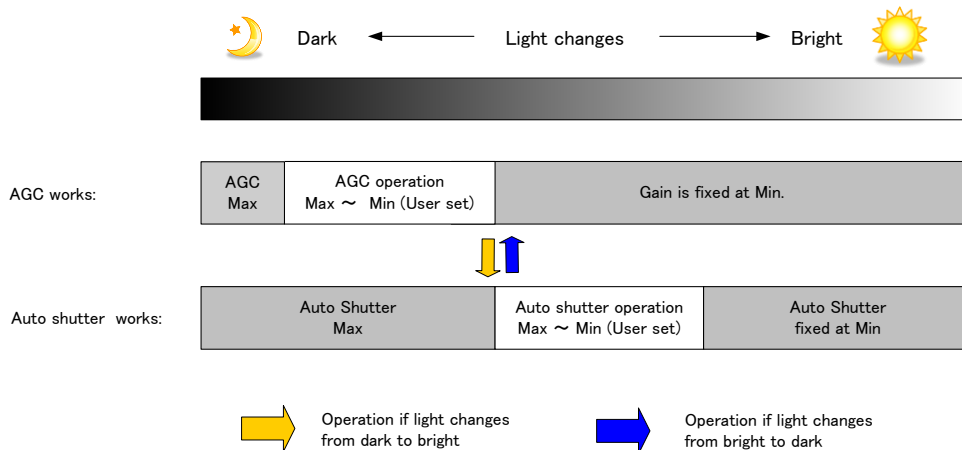 Dark Light changes Bright
AGC works:
AGC
Max
AGC operation
Max ～ Min (User set)
Gain is fixed at Min.
Auto shutter works:
Auto Shutter
Max
Auto shutter operation
Max ～ Min (User set)
Auto Shutter
fixed at Min
Operation if light changes
from dark to bright
Operation if light changes
from bright to dark